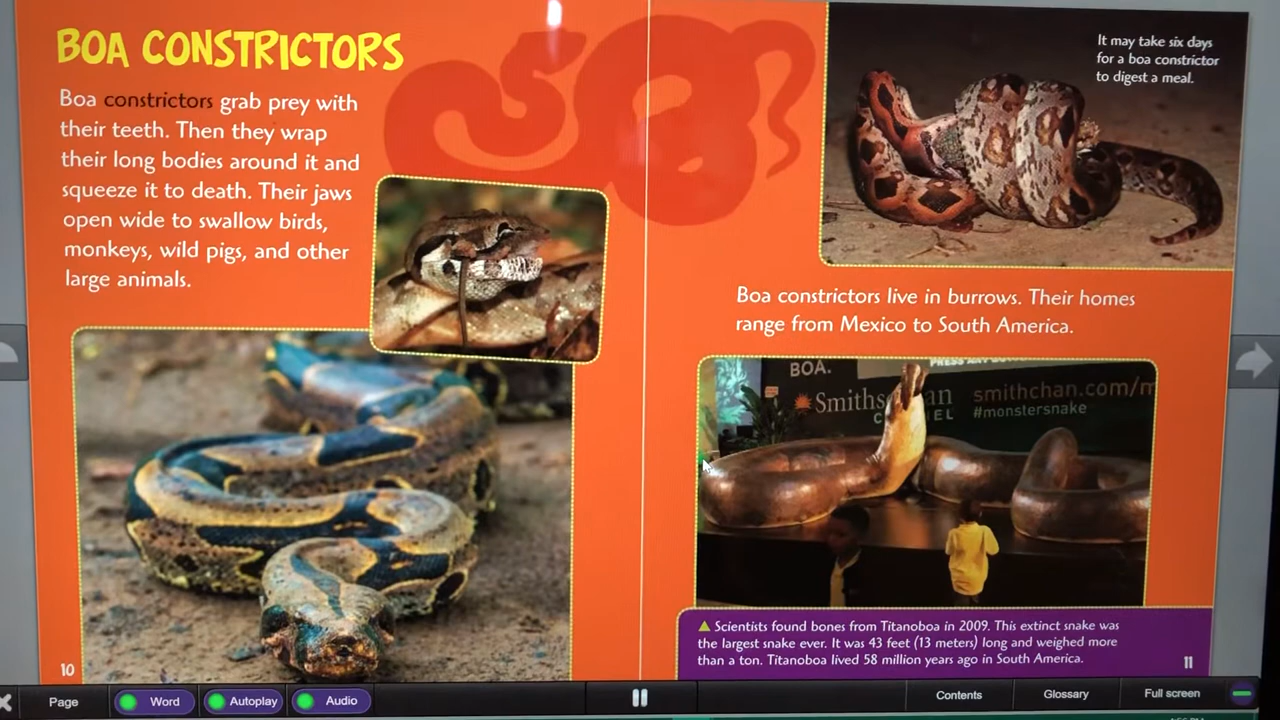 BOA CONSTRICTORS
Boa constrictors grab prey with
their teeth. Then they wrap
their long bodies around it and
squeeze it to death. Their jaws
open wide to swallow birds,
monkeys, wild pigs, and other
large animals.
10
It may take six days
for a boa constrictor
to digest a meal.
Boa constrictors live in burrows. Their homes
range from Mexico to South America.
BOA.
smithchan.com/m
#monstersnake
▲ Scientists found bones from Titanoboa in 2009. This extinct snake was
the largest snake ever. It was 43 feet (13 meters) long and weighed more
than a ton. Titanoboa lived 58 million years ago in South America.
11
Page
Word
Autoplay
Audio
Contents
Glossary
Full screen